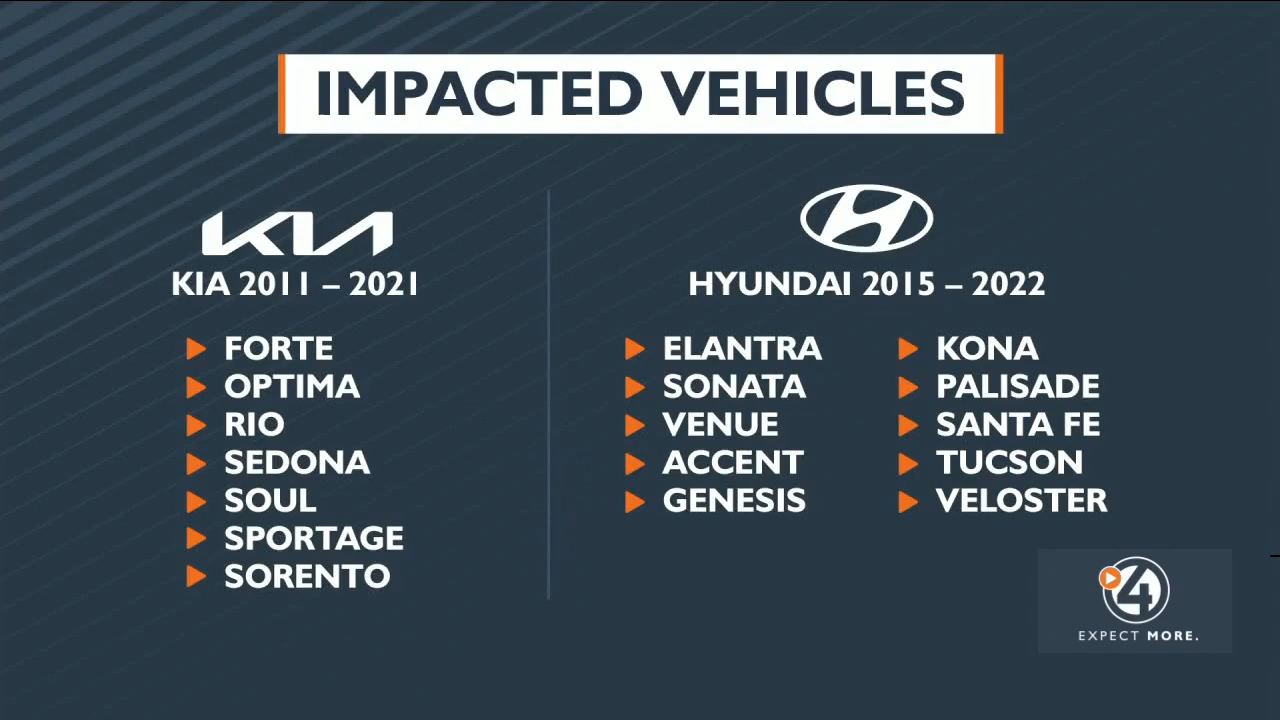 IMPACTED VEHICLES
KIA
KIA 2011 – 2021
FORTE
OPTIMA
RIO
SEDONA
SOUL
SPORTAGE
SORENTO
HYUNDAI 2015 – 2022
ELANTRA
SONATA
VENUE
ACCENT
GENESIS
KONA
PALISADE
SANTA FE
TUCSON
VELOSTER
4
EXPECT MORE.